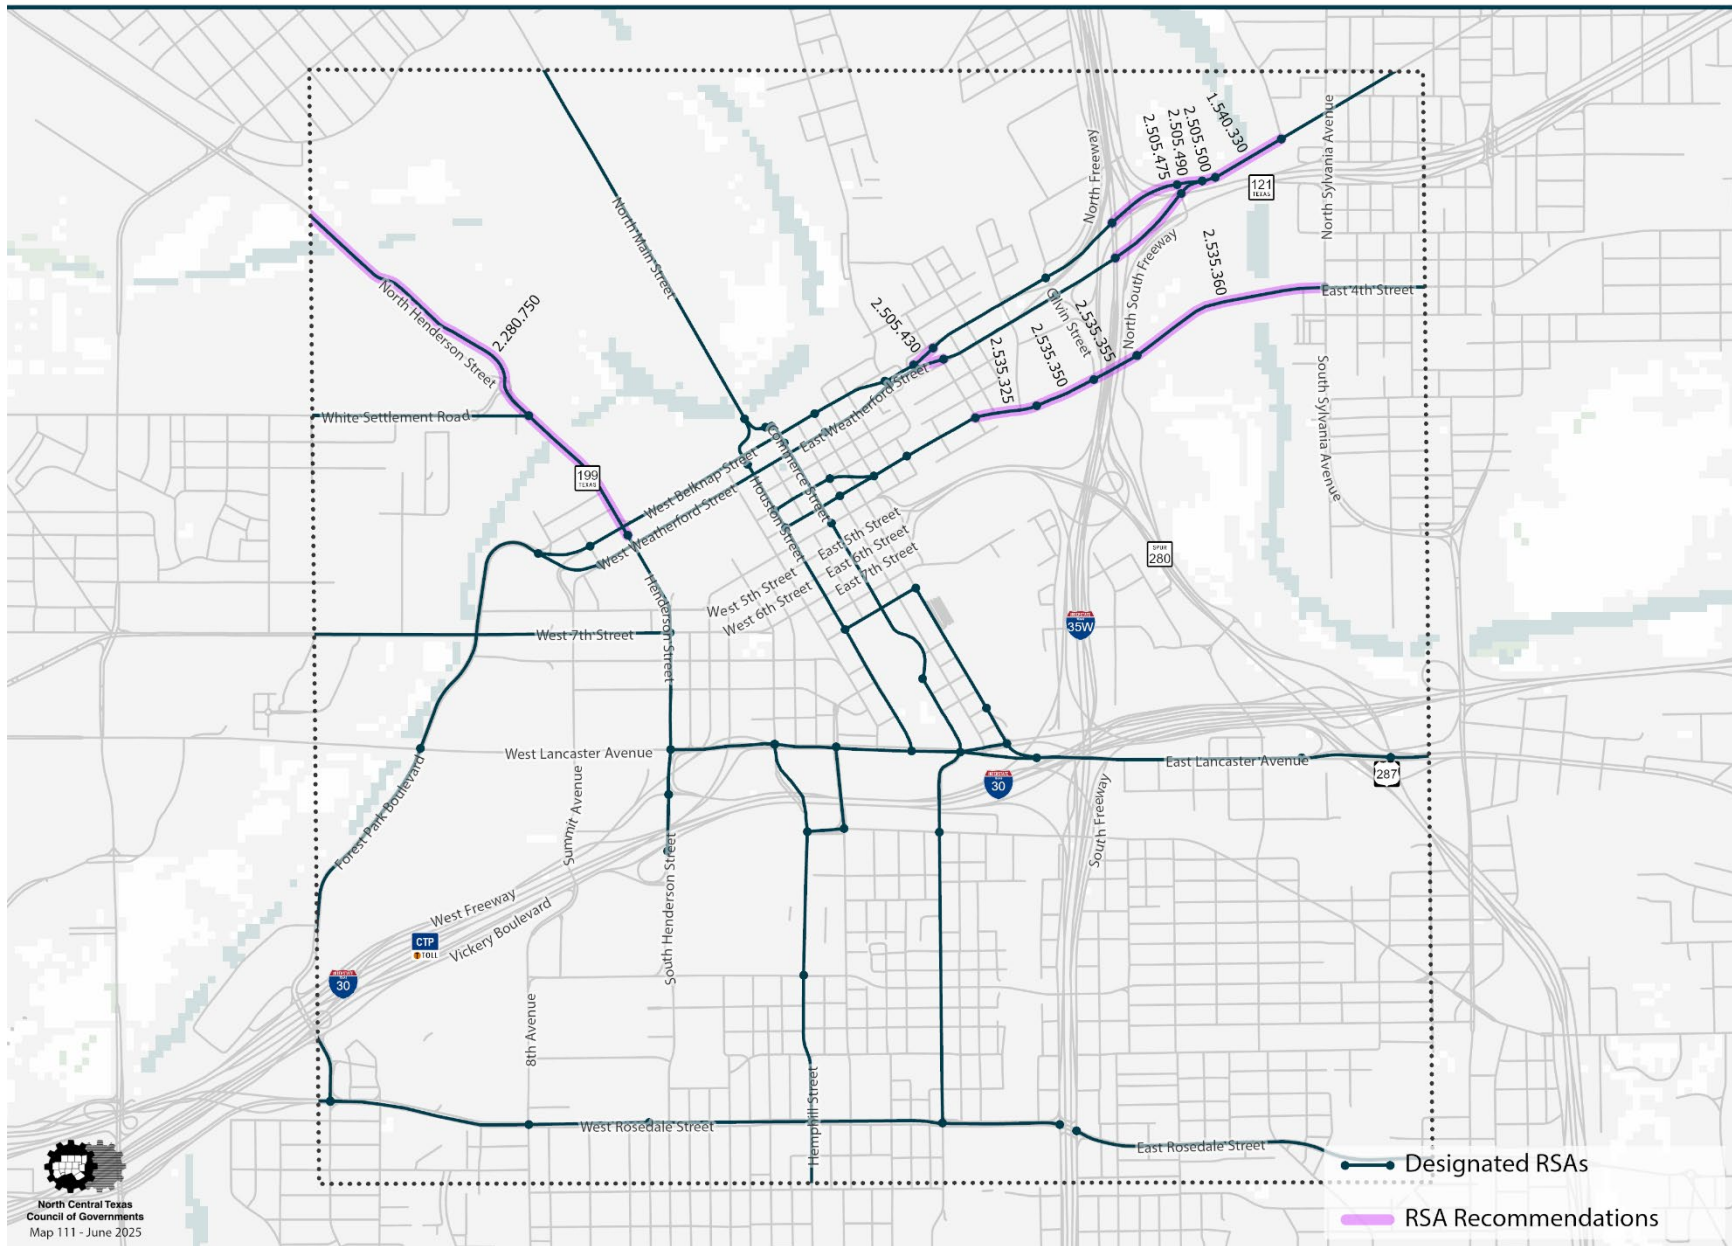 1.540.330
2.505.500
2.505.490
2.505.475
North Freeway
North Sylvania Avenue
121
TEXAS
North Main Street
2.535.360
North South Freeway
East 4th Street
North Henderson Street
2.280.750
2.505.430
Gilvin Street
2.535.355
2.535.350
2.535.325
South Sylvania Avenue
White Settlement Road
East Weatherford Street
Commerce Street
199
TEXAS
West Belknap Street
West Weatherford Street
Houston Street
East 5th Street
East 6th Street
East 7th Street
SPUR
280
West 5th Street
West 6th Street
Henderson Street
West 7th Street
INTERSTATE
35W
West Lancaster Avenue
East Lancaster Avenue
287
INTERSTATE
30
Forest Park Boulevard
Summit Avenue
South Freeway
South Henderson Street
West Freeway
Vickery Boulevard
CTP
TOLL
INTERSTATE
30
8th Avenue
Hemphill Street
West Rosedale Street
East Rosedale Street
Designated RSAs
RSA Recommendations
North Central Texas
Council of Governments
Map 111 - June 2025